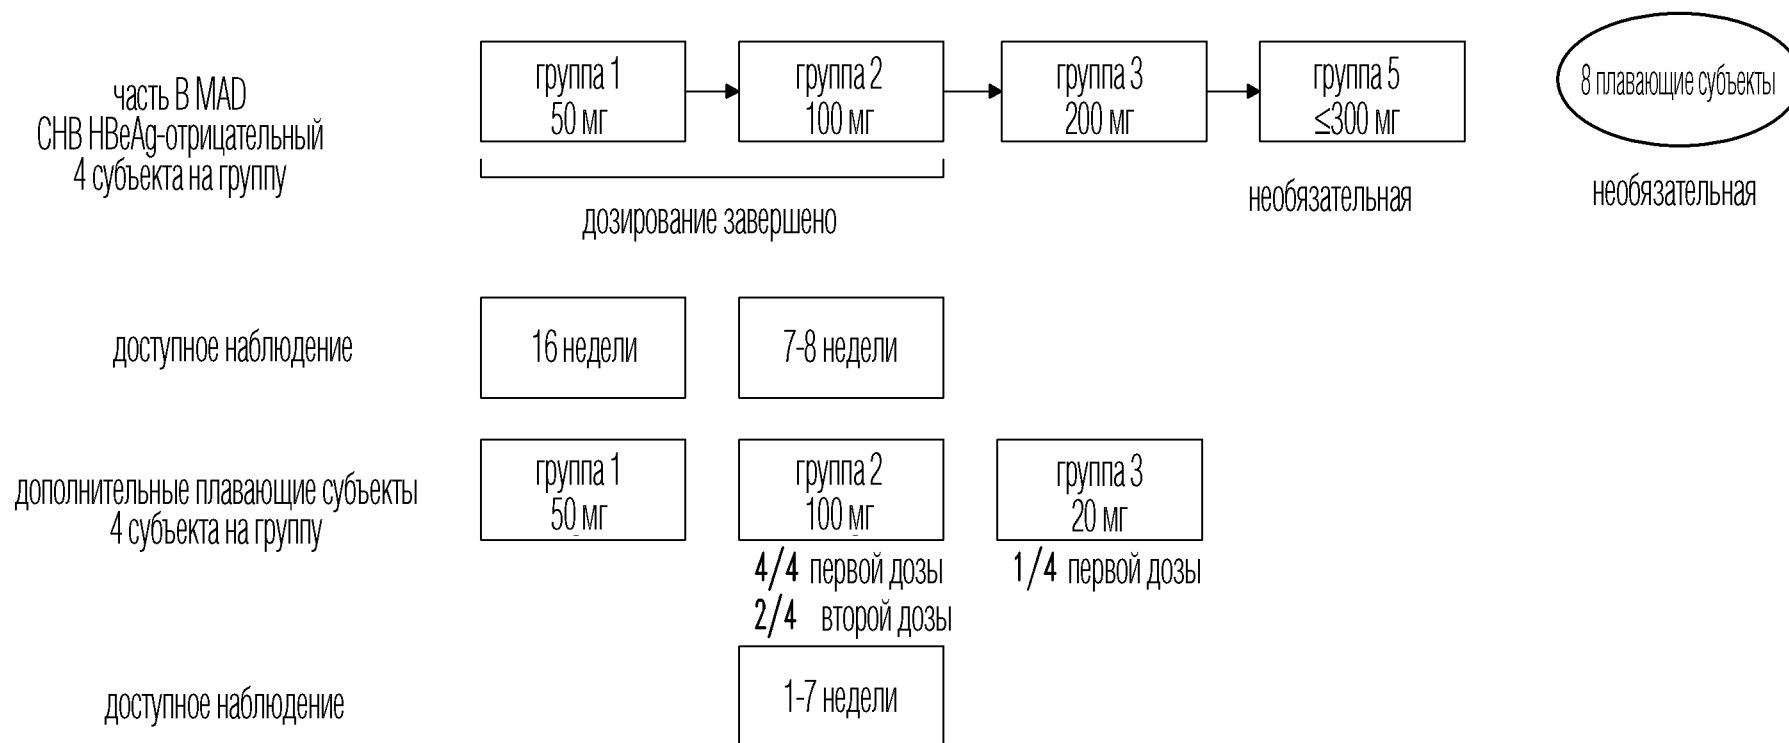 часть B MAD
CHB HBeAg-отрицательный
4 субъекта на группу
группа 1
50 мг
группа 2
100 мг
группа 3
200 мг
группа 5
≤300 мг
8 плавающие субъекты
дозирование завершено
необязательная
необязательная
доступное наблюдение
16 недели
7-8 недели
дополнительные плавающие субъекты
4 субъекта на группу
группа 1
50 мг
группа 2
100 мг
группа 3
20 мг
4/4 первой дозы
2/4 второй дозы
1/4 первой дозы
доступное наблюдение
1-7 недели